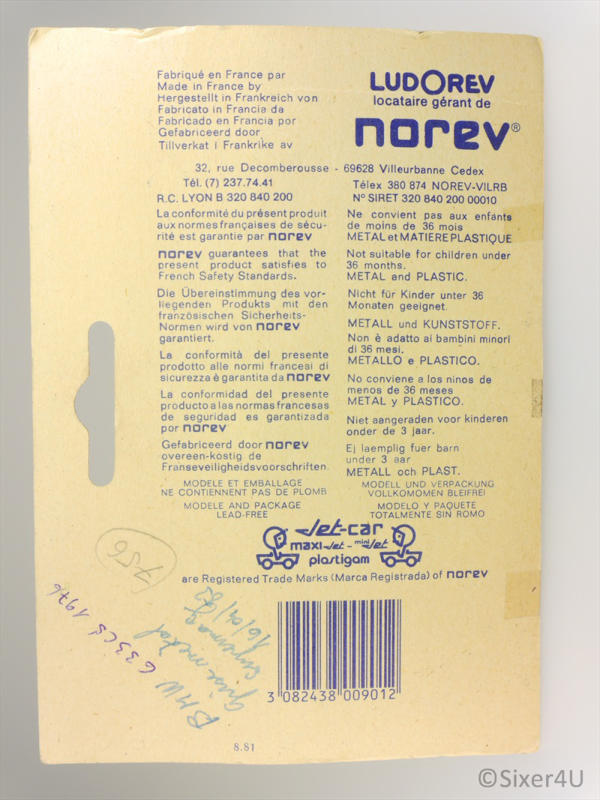 Fabriqué en France par
Made in France by
Hergestellt in Frankreich von
Fabricato in Francia da
Fabricado en Francia por
Gefabriceerd door
Tillverkat i Frankrike av
LUDOREV
locataire gérant de
norev®
32, rue Decomberousse - 69628 Villeurbanne Cedex
Tél. (7) 237.74.41
R.C. LYON B 320 840 200
Télex 380 874 NOREV-VILRB
N° SIRET 320 840 200 00010
La conformité du présent produit
aux normes françaises de sécu-
rité est garantie par norev
norev guarantees that the
present product satisfies to
French Safety Standards.
Die Übereinstimmung des vor-
liegenden Produkts mit den
französischen Sicherheits-
Normen wird von norev
garantiert.
La conformità del presente
prodotto alle normi francesi di
sicurezza è garantita da norev
La conformidad del presente
producto a las normas francesas
de seguridad es garantizada
por norev
Gefabriceerd door norev
overeen-kostig de
Franseveiligheidsvoorschriften.
MODELE ET EMBALLAGE
NE CONTIENNENT PAS DE PLOMB
MODELE AND PACKAGE
LEAD-FREE
Ne convient pas aux enfants
de moins de 36 mois
METAL et MATIERE PLASTIQUE
Not suitable for children under
36 months.
METAL and PLASTIC.
Nicht für Kinder unter 36
Monaten geeignet.
METALL und KUNSTSTOFF.
Non è adatto ai bambini minori
di 36 mesi.
METALLO e PLASTICO.
No conviene a los ninos de
menos de 36 meses
METAL y PLASTICO.
Niet aangeraden voor kinderen
onder de 3 jaar.
Ej laemplig fuer barn
under 3 aar
METALL och PLAST.
MODELL UND VERPACKUNG
VOLLKOMOMEN BLEIFREI
MODELO Y PAQUETE
TOTALMENTE SIN ROMO
Jet-car
maxi Jet - mini Jet
plastigam
are Registered Trade Marks (Marca Registrada) of norev
756
BMW 633CS 1976
gris metal
16/04/82
3 082438 009012
8.81
©Sixer4U